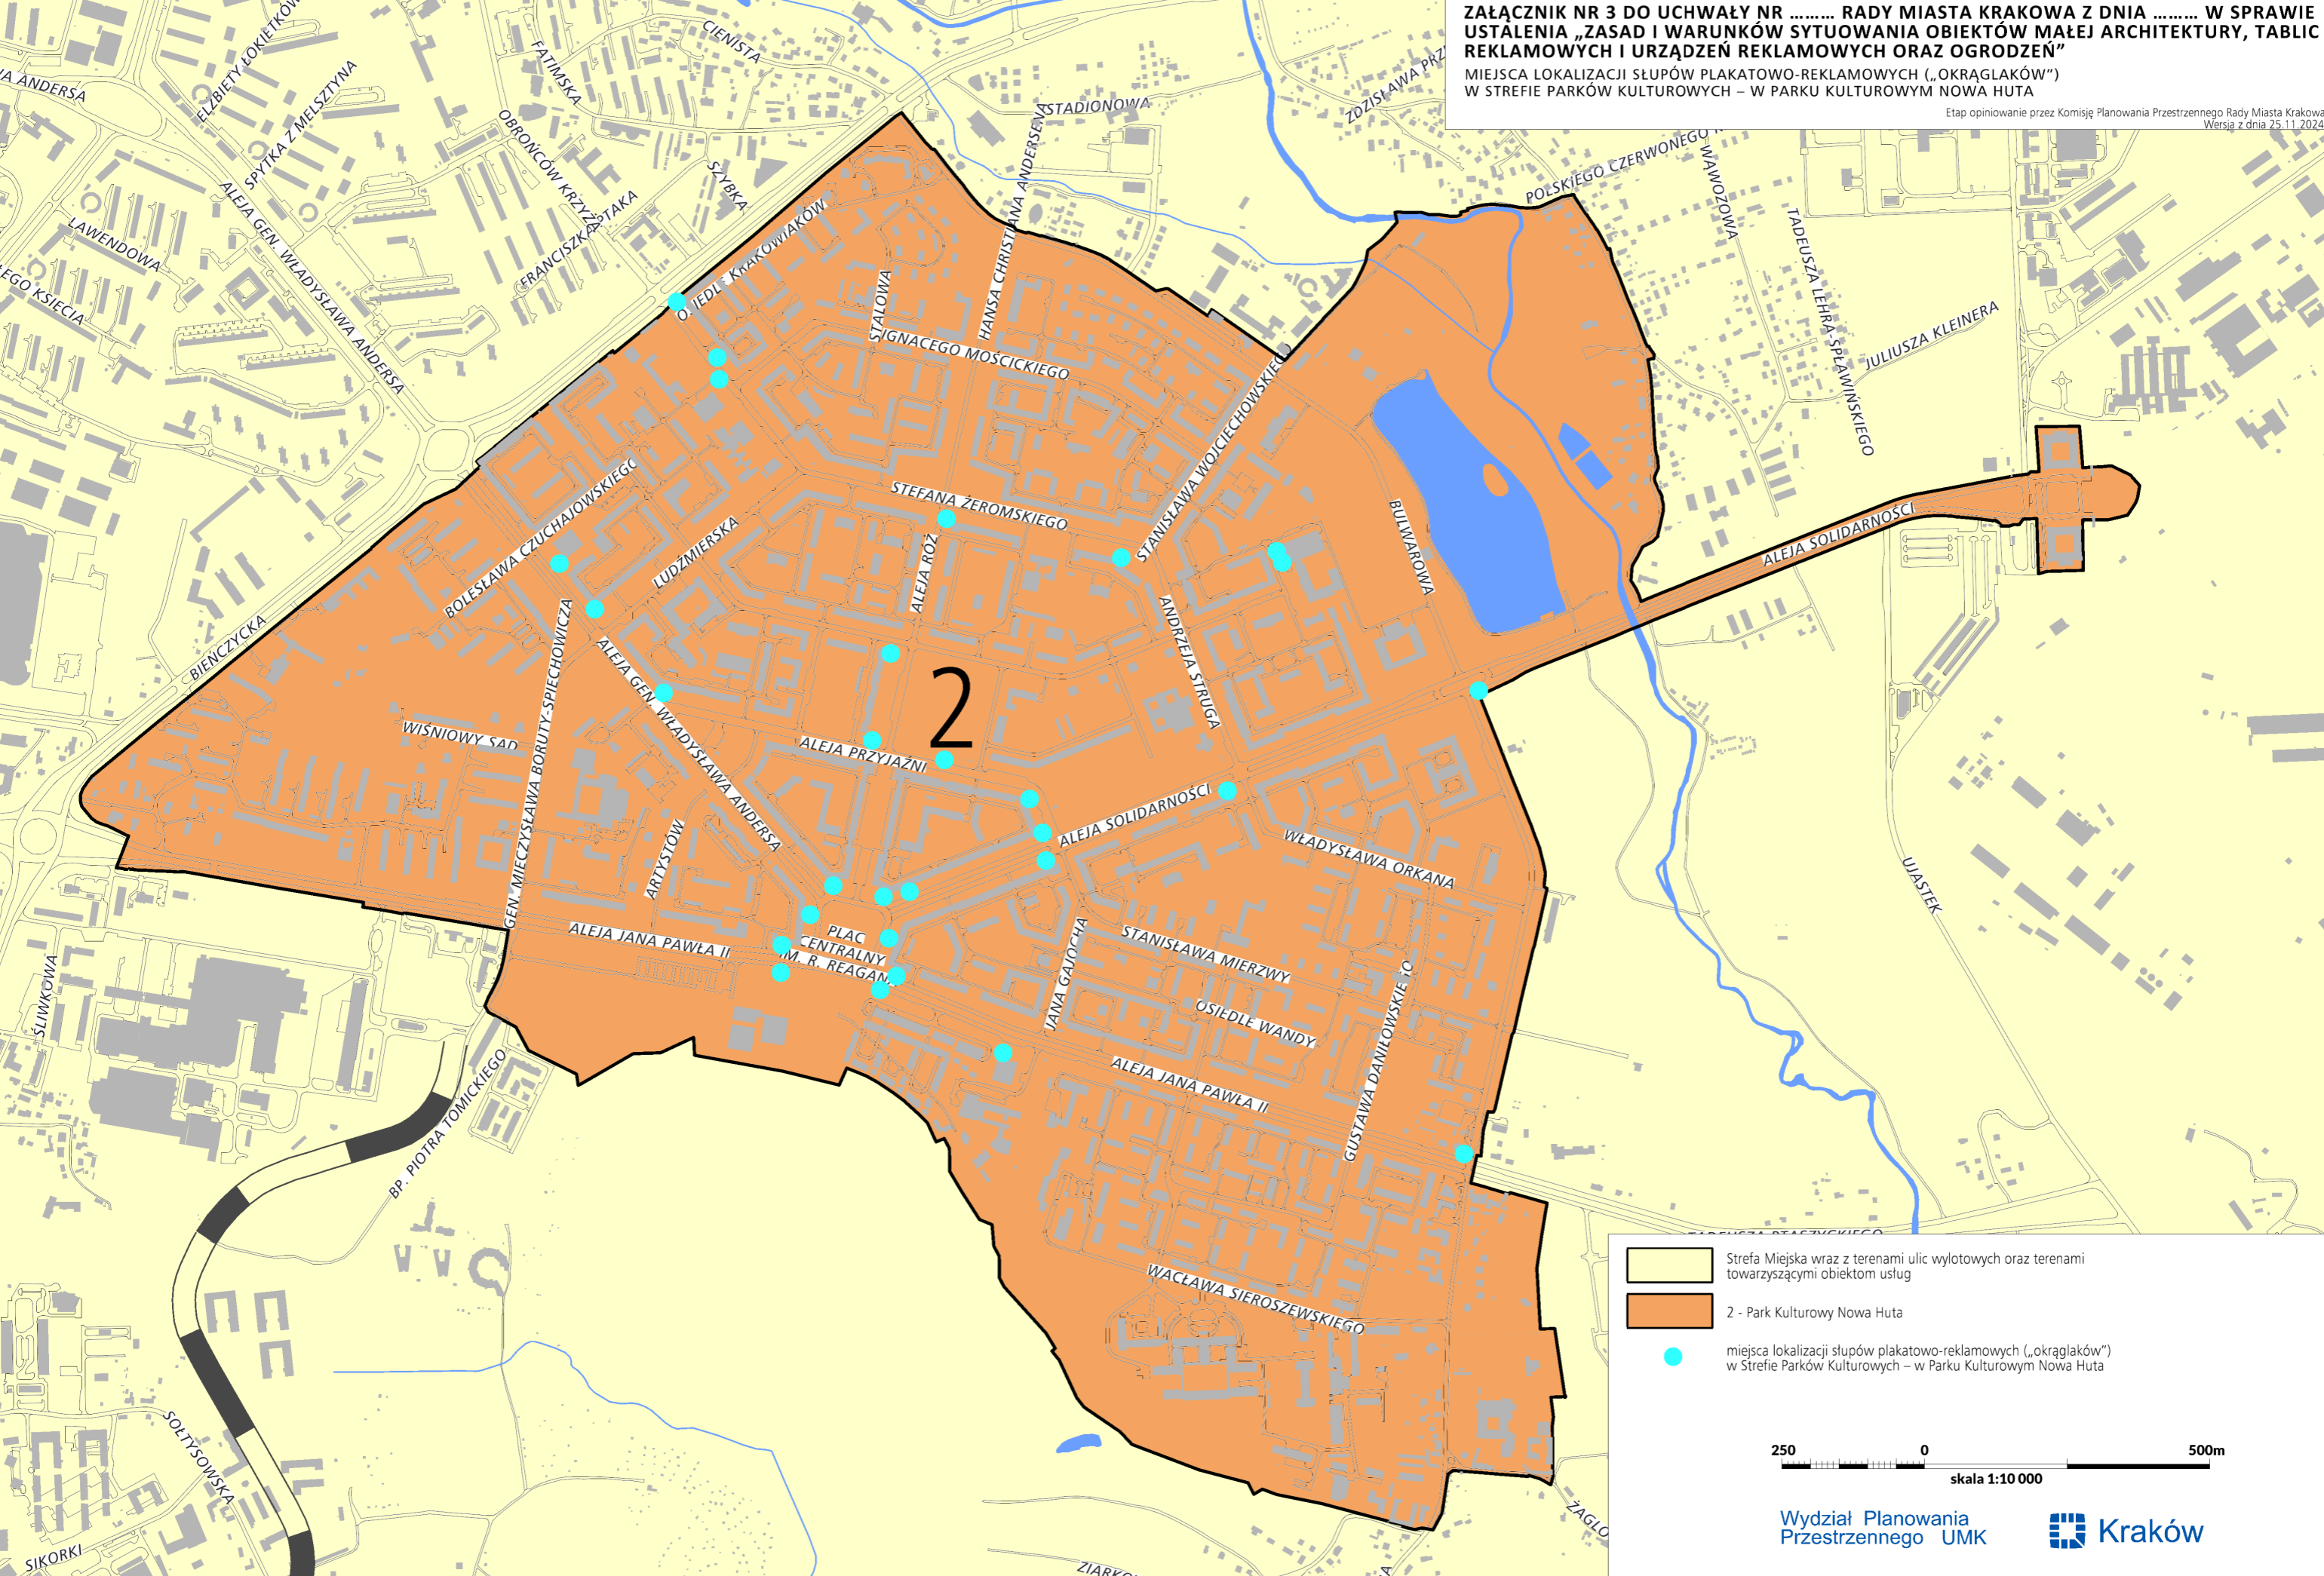 ZAŁĄCZNIK NR 3 DO UCHWAŁY NR ......... RADY MIASTA KRAKOWA Z DNIA ......... W SPRAWIE
USTALENIA „ZASAD I WARUNKÓW SYTUOWANIA OBIEKTÓW MAŁEJ ARCHITEKTURY, TABLIC
REKLAMOWYCH I URZĄDZEŃ REKLAMOWYCH ORAZ OGRODZEŃ”
MIEJSCA LOKALIZACJI SŁUPÓW PLAKATOWO-REKLAMOWYCH („OKRĄGLAKÓW”)
W STREFIE PARKÓW KULTUROWYCH – W PARKU KULTUROWYM NOWA HUTA
Etap opiniowanie przez Komisję Planowania Przestrzennego Rady Miasta Krakowa
Wersja z dnia 25.11.2024
ELŻBIETY ŁOKIETKÓW
ANDERSA
SPYTKA Z MELSZTYNA
FATIMSKA
CIENISTA
OBROŃCÓW KRZYŻA
FRANCISZKA PTAKA
SZYBKA
STADIONOWA
HANSA CHRISTIANA ANDERSENA
ZDZISŁAWA
POLSKIEGO CZERWONEGO
WĄWOZOWA
TADEUSZA LEHRA-SPŁAWIŃSKIEGO
JULIUSZA KLEINERA
LAWENDOWA
KSIĘCIA
ALEJA GEN. WŁADYSŁAWA ANDERSA
KRAKOWIAKÓW
STALOWA
IGNACEGO MOŚCICKIEGO
STANISŁAWA WOJCIECHOWSKIEGO
BOLESŁAWA CZUCHAJOWSKIEGO
LUDŹMIERSKA
STEFANA ŻEROMSKIEGO
ALEJA RÓŻ
BULWAROWA
ALEJA SOLIDARNOŚCI
ANDRZEJA STRUGA
BIEŃCZYCKA
GEN. MIECZYSŁAWA BORUTY-SPIECHOWICZA
ALEJA GEN. WŁADYSŁAWA ANDERSA
2
WIŚNIOWY SAD
ALEJA PRZYJAŹNI
ALEJA SOLIDARNOŚCI
WŁADYSŁAWA ORKANA
ARTYSTÓW
UJASTEK
ALEJA JANA PAWŁA II
PLAC
CENTRALNY
IM. R. REAGANA
JANA GAJOCHA
STANISŁAWA MIERZWY
OSIEDLE WANDY
GUSTAWA DANIŁOWSKIEGO
ALEJA JANA PAWŁA II
ŚLIWKOWA
BP. PIOTRA TOMICKIEGO
WACŁAWA SIEROSZEWSKIEGO
SOŁTYSOWSKA
SIKORKI
Strefa Miejska wraz z terenami ulic wylotowych oraz terenami
towarzyszącymi obiektom usług
2 - Park Kulturowy Nowa Huta
miejsca lokalizacji słupów plakatowo-reklamowych („okrąglaków”)
w Strefie Parków Kulturowych – w Parku Kulturowym Nowa Huta
250 0 500m
skala 1:10 000
Wydział Planowania
Przestrzennego UMK
Kraków